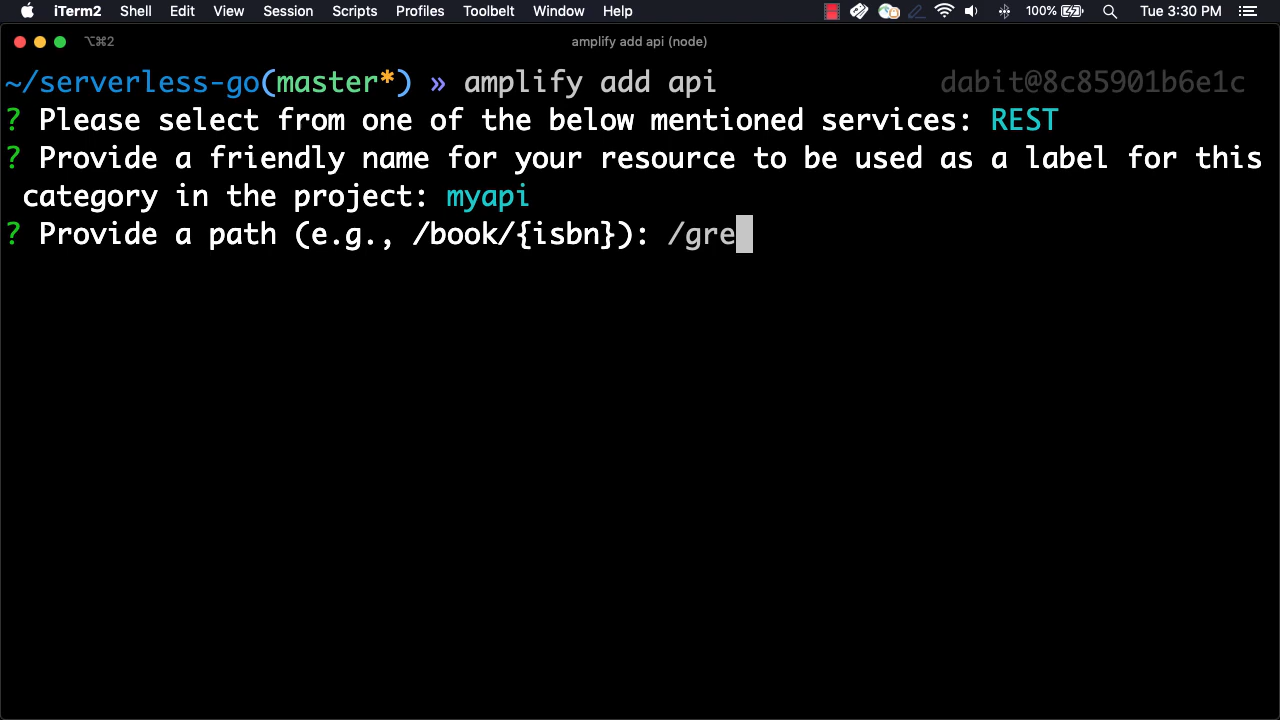 iTerm2 Shell Edit View Session Scripts Profiles Toolbelt Window Help 100% Tue 3:30 PM
⌥⌘2 amplify add api (node)
~/serverless-go(master*) » amplify add api dabit@8c85901b6e1c
? Please select from one of the below mentioned services: REST
? Provide a friendly name for your resource to be used as a label for this
category in the project: myapi
? Provide a path (e.g., /book/{isbn}): /gre